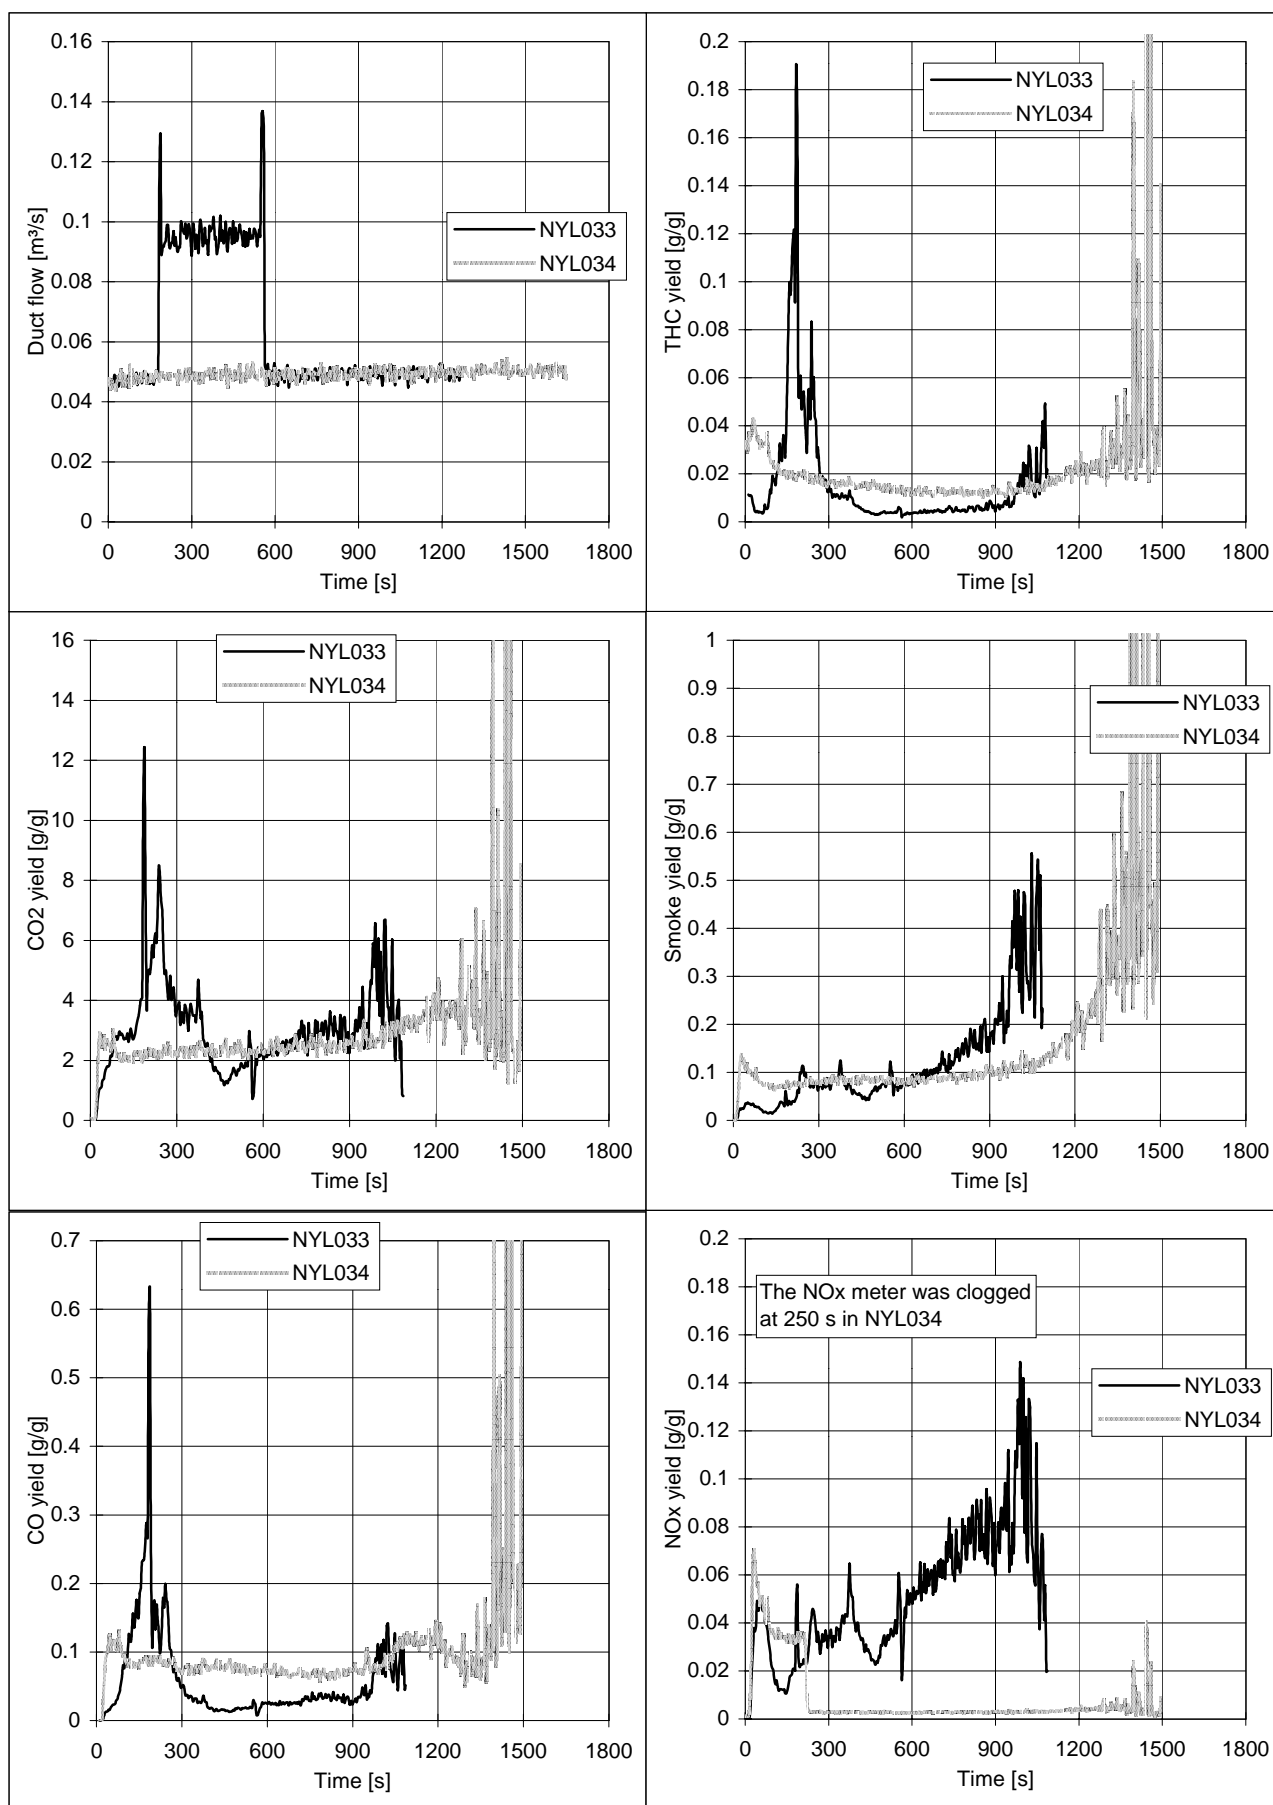 0.16
0.14
0.12
0.1
0.08
0.06
0.04
0.02
0
Duct flow [m³/s]
NYL033
NYL034
0 300 600 900 1200 1500 1800
Time [s]
0.2
0.18
0.16
0.14
0.12
0.1
0.08
0.06
0.04
0.02
0
THC yield [g/g]
NYL033
NYL034
0 300 600 900 1200 1500 1800
Time [s]
16
14
12
10
8
6
4
2
0
CO2 yield [g/g]
NYL033
NYL034
0 300 600 900 1200 1500 1800
Time [s]
1
0.9
0.8
0.7
0.6
0.5
0.4
0.3
0.2
0.1
0
Smoke yield [g/g]
NYL033
NYL034
0 300 600 900 1200 1500 1800
Time [s]
0.7
0.6
0.5
0.4
0.3
0.2
0.1
0
CO yield [g/g]
NYL033
NYL034
0 300 600 900 1200 1500 1800
Time [s]
0.2
0.18
0.16
0.14
0.12
0.1
0.08
0.06
0.04
0.02
0
NOx yield [g/g]
The NOx meter was clogged
at 250 s in NYL034
NYL033
NYL034
0 300 600 900 1200 1500 1800
Time [s]